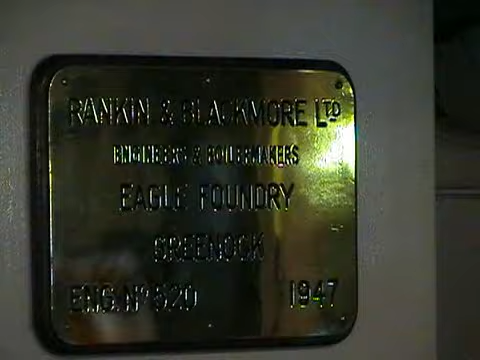 RANKIN & BLACKMORE LTD
ENGINEERS & BOILERMAKERS
EAGLE FOUNDRY
GREENOCK
ENG. Nº 520 1947